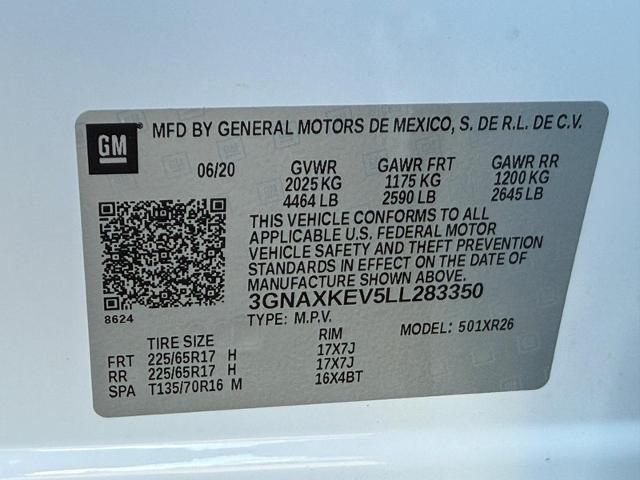 GM® MFD BY GENERAL MOTORS DE MEXICO, S. DE R.L. DE C.V.
06/20 GVWR GAWR FRT GAWR RR
2025 KG 1175 KG 1200 KG
4464 LB 2590 LB 2645 LB
THIS VEHICLE CONFORMS TO ALL
APPLICABLE U.S. FEDERAL MOTOR
VEHICLE SAFETY AND THEFT PREVENTION
STANDARDS IN EFFECT ON THE DATE OF
MANUFACTURE SHOWN ABOVE.
3GNAXKEV5LL283350
8624 TYPE: M.P.V. MODEL: 501XR26
TIRE SIZE RIM
FRT 225/65R17 H 17X7J
RR 225/65R17 H 17X7J
SPA T135/70R16 M 16X4BT